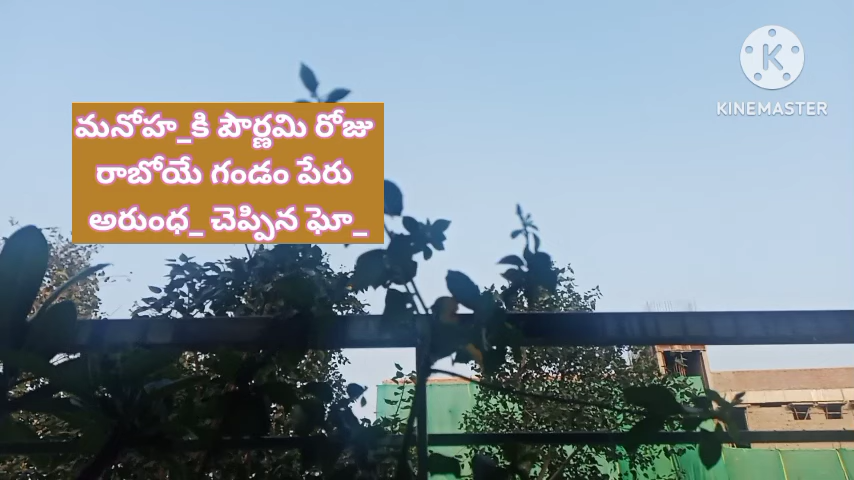 మనోహ_కి పౌర్ణమి రోజు
రాబోయే గండం పేరు
అరుంధ_ చెప్పిన ఘో_
KINEMASTER